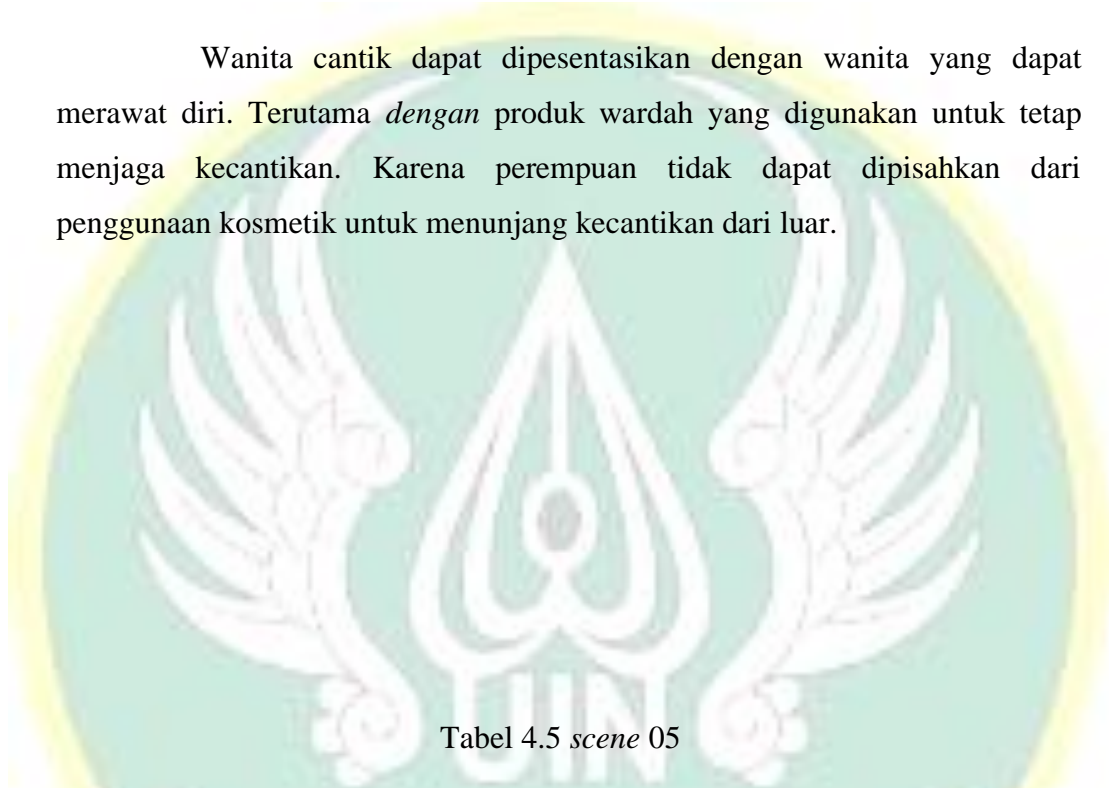 Wanita cantik dapat dipesentasikan dengan wanita yang dapat
merawat diri. Terutama dengan produk wardah yang digunakan untuk tetap
menjaga kecantikan. Karena perempuan tidak dapat dipisahkan dari
penggunaan kosmetik untuk menunjang kecantikan dari luar.
UIN
Tabel 4.5 scene 05